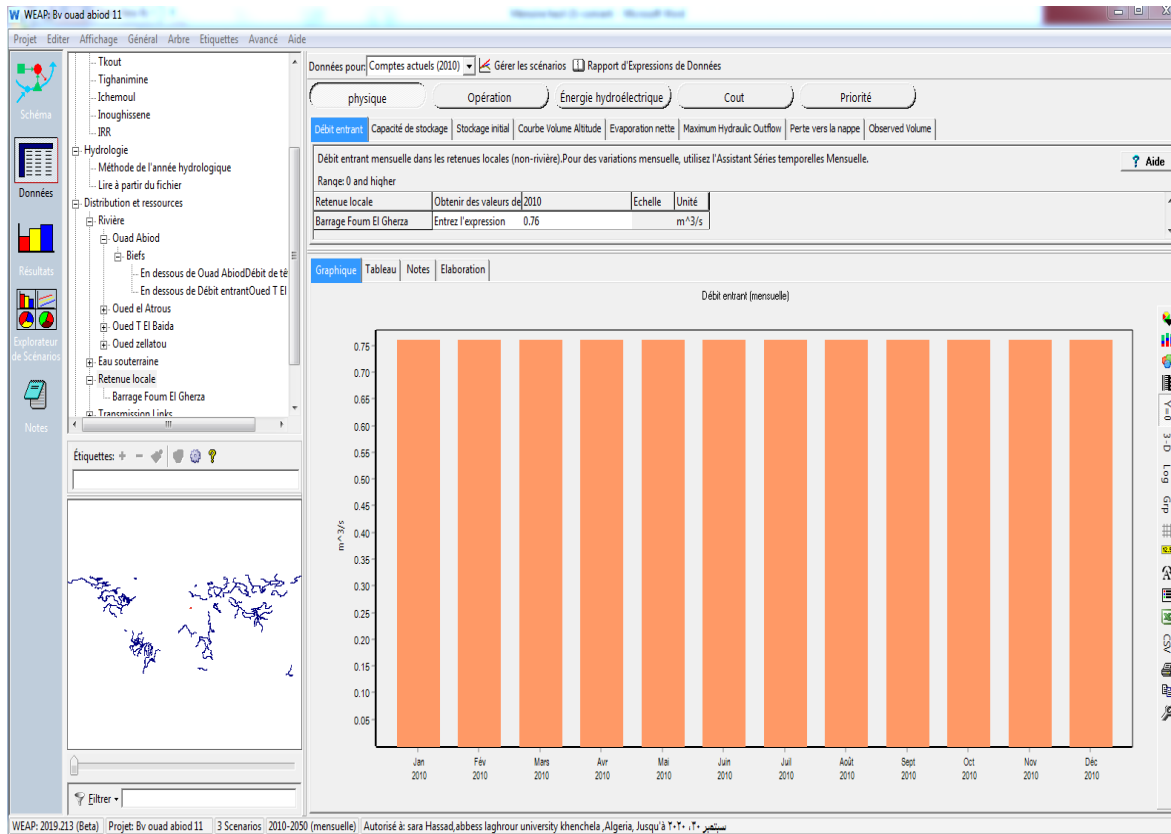 WEAP: Bv ouad abiod 11
Projet Editer Affichage Général Arbre Etiquettes Avancé Aide
Schéma
Données
Résultats
Explorateur
de Scénarios
Notes
Tkout
Tighanimine
Ichemoul
Inoughissene
IRR
Hydrologie
Méthode de l'année hydrologique
Lire à partir du fichier
Distribution et ressources
Rivière
Ouad Abiod
Biefs
En dessous de Ouad AbiodDébit de tê
En dessous de Débit entrantOued T El
Oued el Atrous
Oued T El Baida
Oued zellatou
Eau souterraine
Retenue locale
Barrage Foum El Gherza
Transmission Links
Étiquettes:
Filtrer
Données pour: Comptes actuels (2010) Gérer les scénarios Rapport d'Expressions de Données
physique Opération Énergie hydroélectrique Cout Priorité
Débit entrant Capacité de stockage Stockage initial Courbe Volume Altitude Evaporation nette Maximum Hydraulic Outflow Perte vers la nappe Observed Volume
Débit entrant mensuelle dans les retenues locales (non-rivière).Pour des variations mensuelle, utilisez l'Assistant Séries temporelles Mensuelle.
? Aide
Range: 0 and higher
Retenue locale Obtenir des valeurs de 2010 Echelle Unité
Barrage Foum El Gherza Entrez l'expression 0.76 m^3/s
Graphique Tableau Notes Elaboration
Débit entrant (mensuelle)
0.75
0.70
0.65
0.60
0.55
0.50
0.45
0.40
0.35
0.30
0.25
0.20
0.15
0.10
0.05
m^3/s
Jan Fév Mars Avr Mai Juin Juil Août Sept Oct Nov Déc
2010 2010 2010 2010 2010 2010 2010 2010 2010 2010 2010 2010
Y=0
3-D
Log
Grp
CSV
WEAP: 2019.213 (Beta) Projet: Bv ouad abiod 11 3 Scenarios 2010-2050 (mensuelle) Autorisé à: sara Hassad,abbess laghrour university khenchela ,Algeria, Jusqu'à سبتمبر ٣٠، ٢٠٢٠